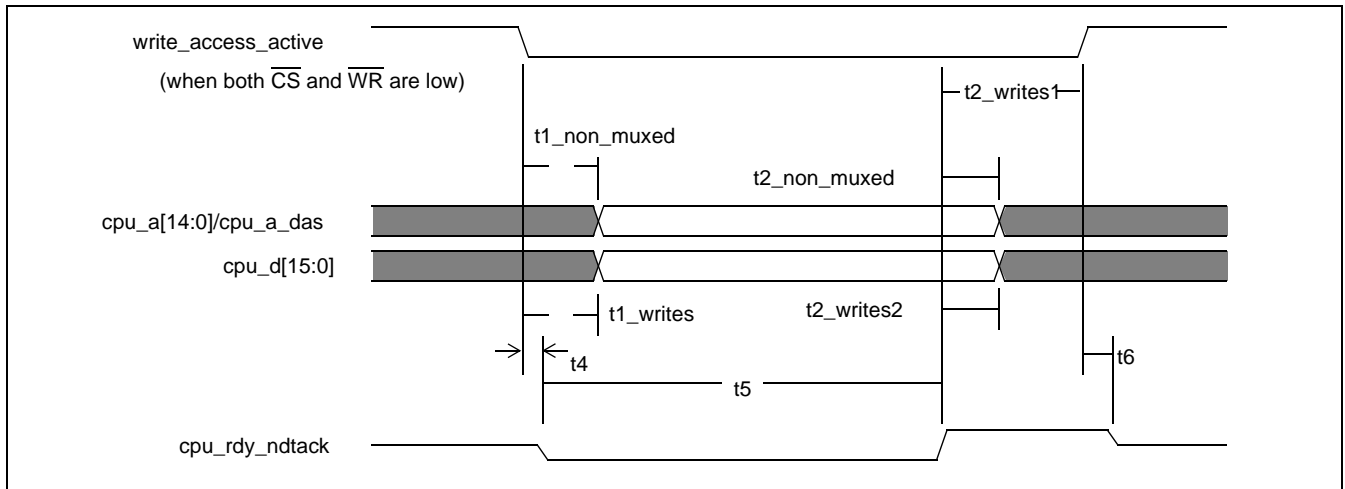 write_access_active
(when both CS and WR are low)
t2_writes1
t1_non_muxed
t2_non_muxed
cpu_a[14:0]/cpu_a_das
cpu_d[15:0]
t1_writes
t2_writes2
t4
t6
t5
cpu_rdy_ndtack